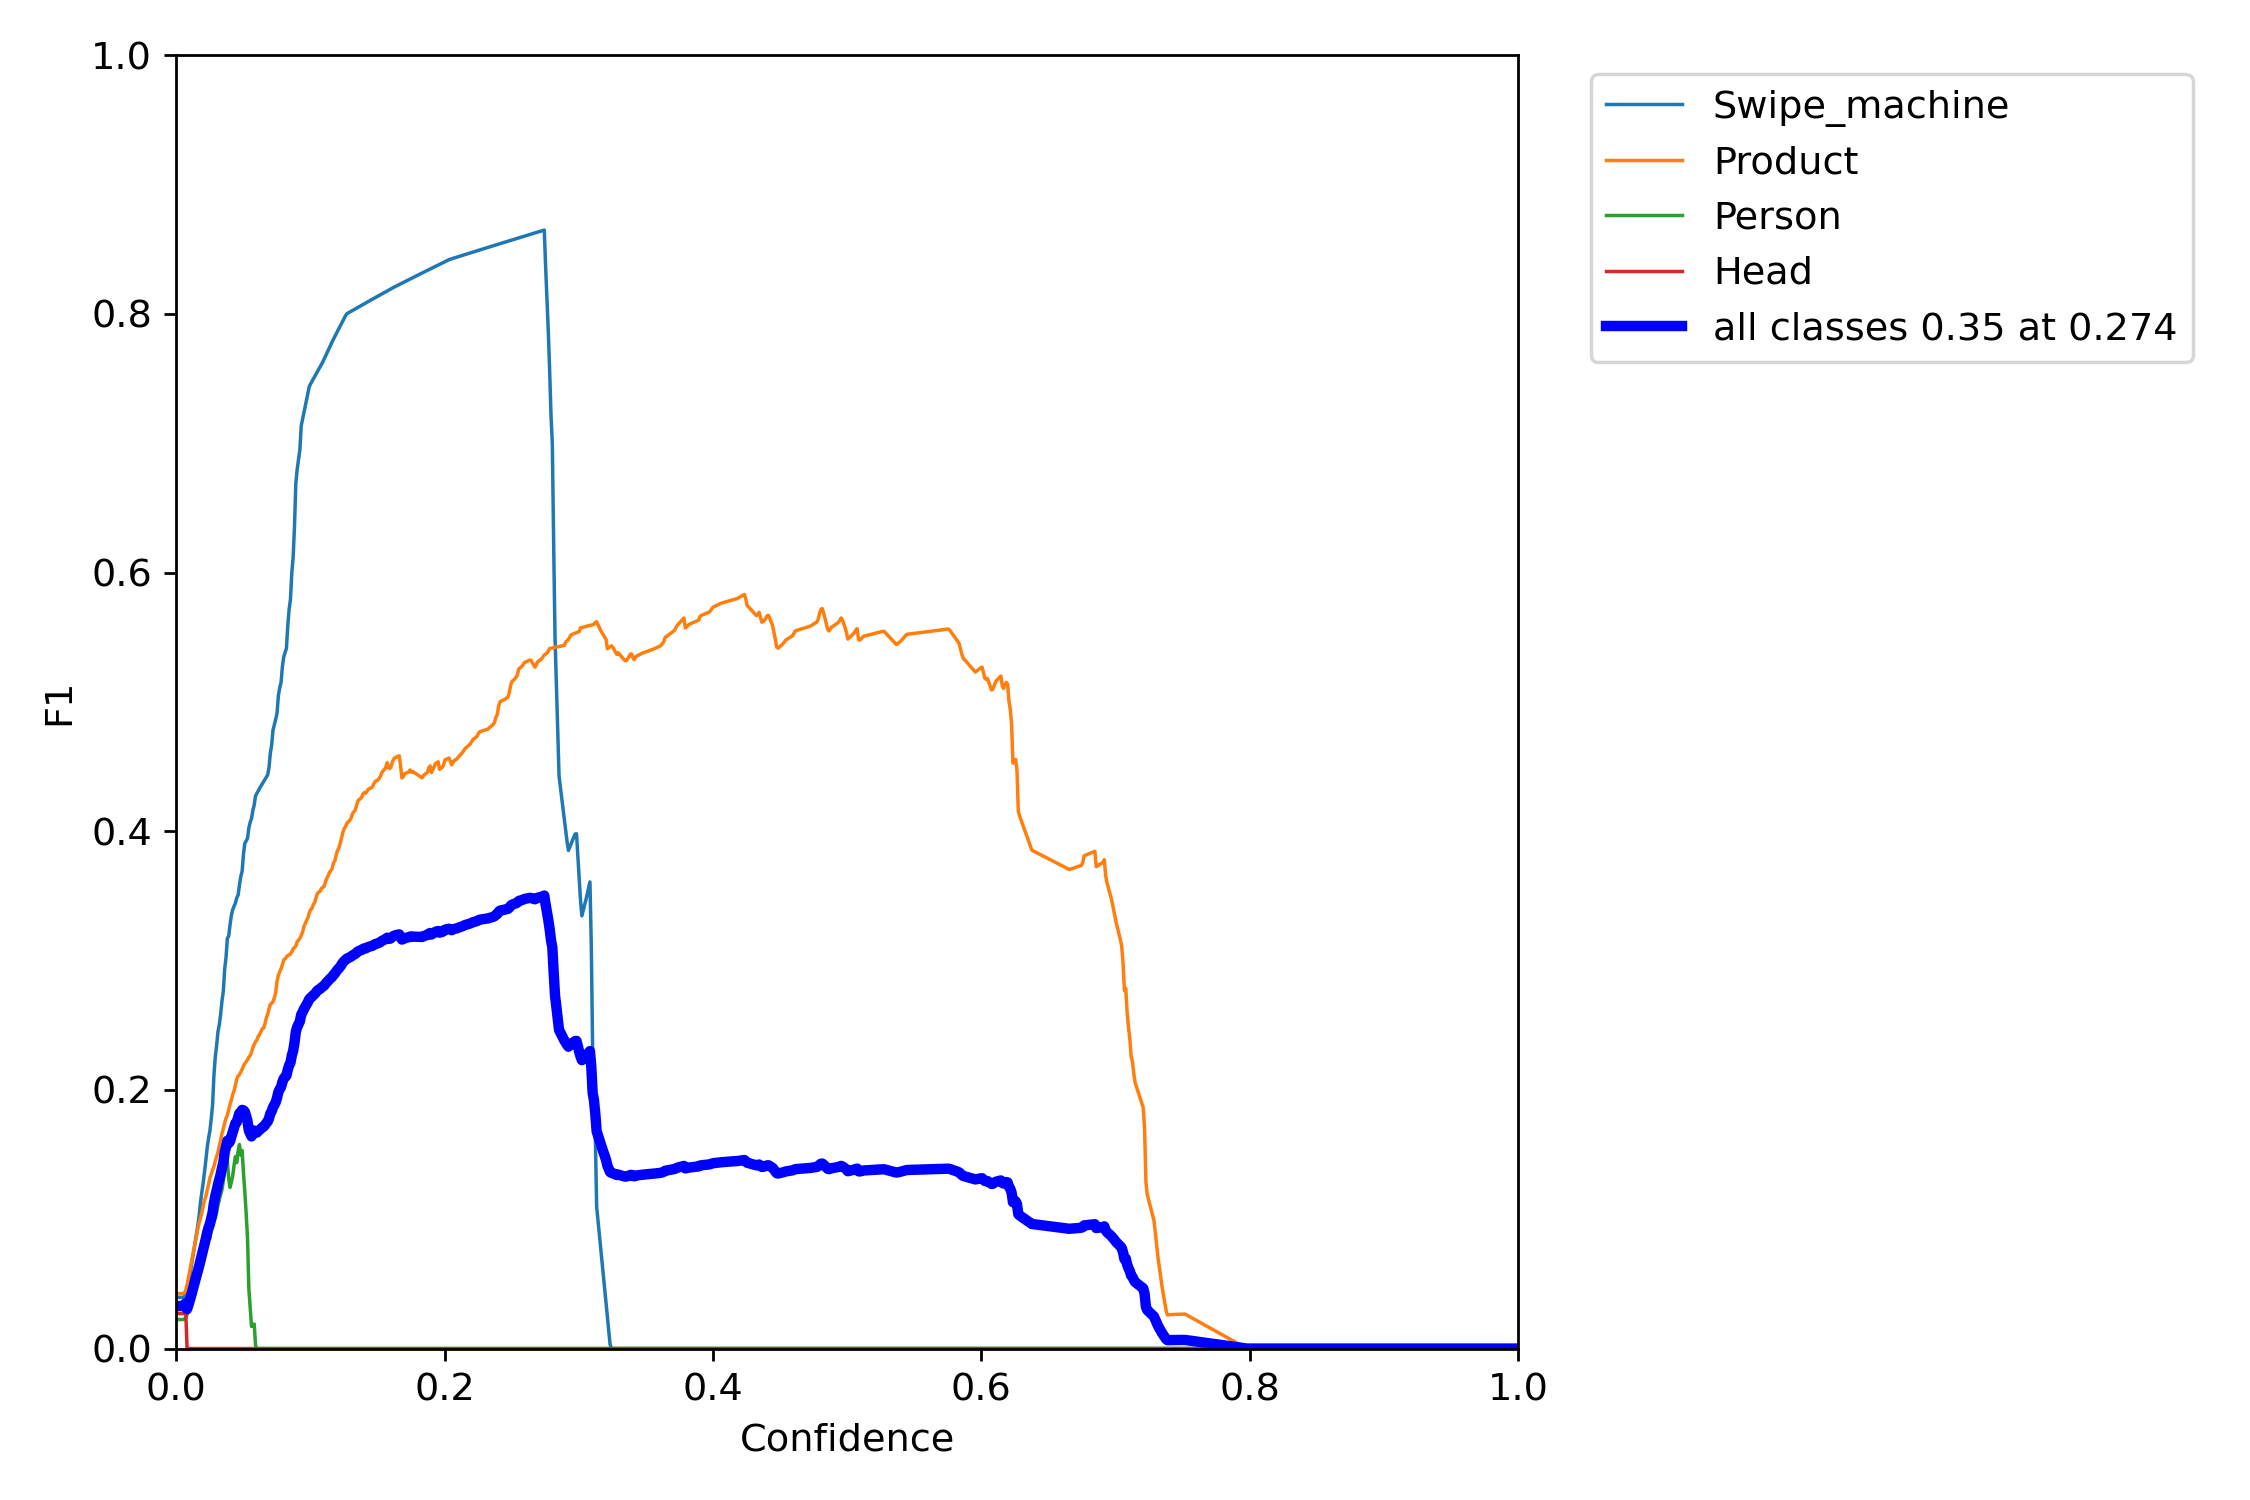 1.0
0.8
0.6
0.4
0.2
0.0
F1
0.0 0.2 0.4 0.6 0.8 1.0
Confidence
Swipe_machine
Product
Person
Head
all classes 0.35 at 0.274